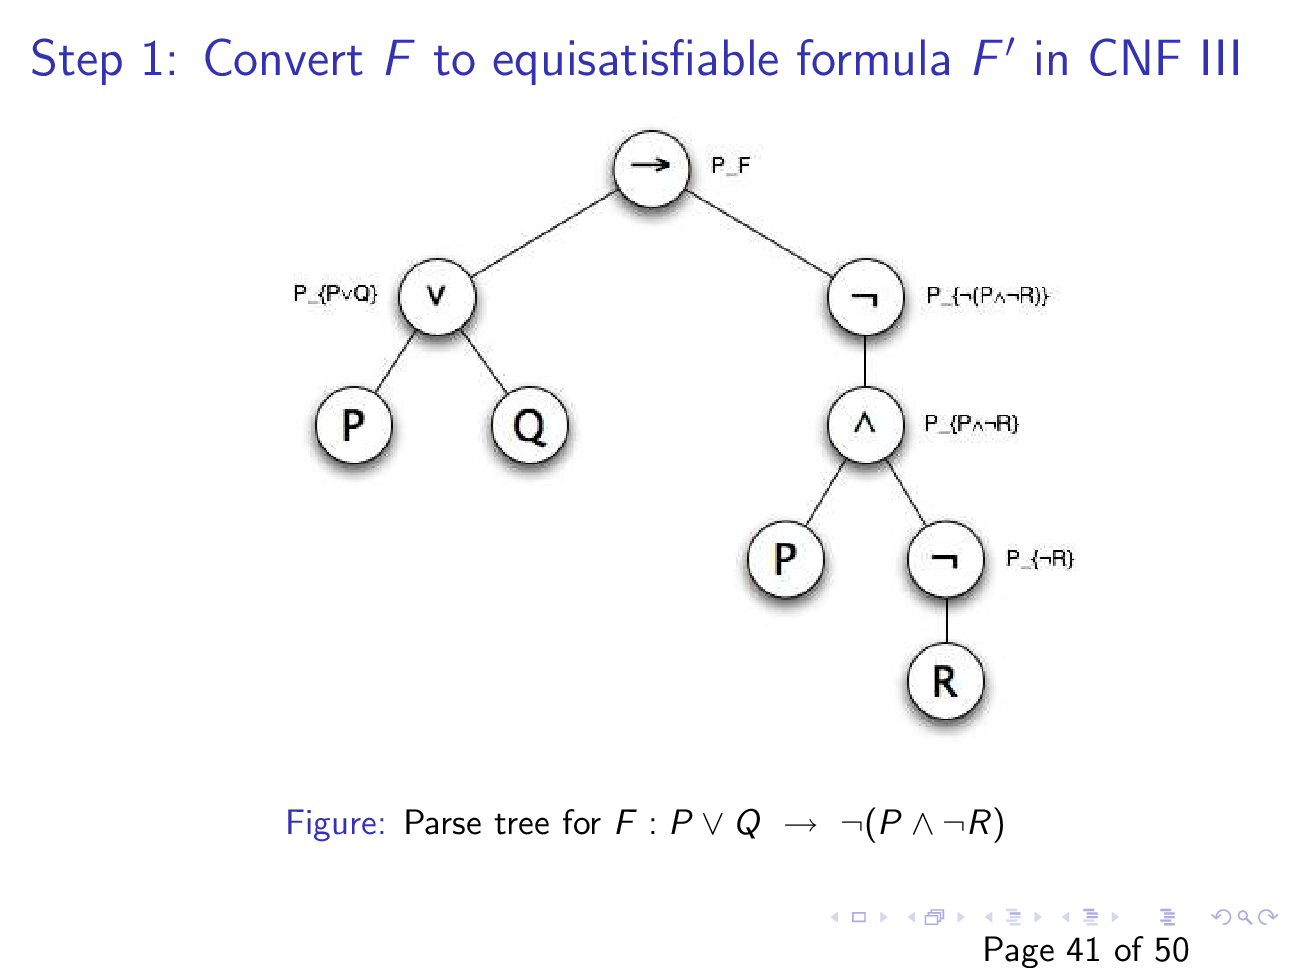 Step 1: Convert F to equisatisfiable formula F′ in CNF III
→ P_F
P_{P∨Q} ∨ ¬ P_{¬(P∧¬R)}
P Q ∧ P_{P∧¬R}
P ¬ P_{¬R}
R
Figure: Parse tree for F : P ∨ Q → ¬(P ∧ ¬R)
Page 41 of 50